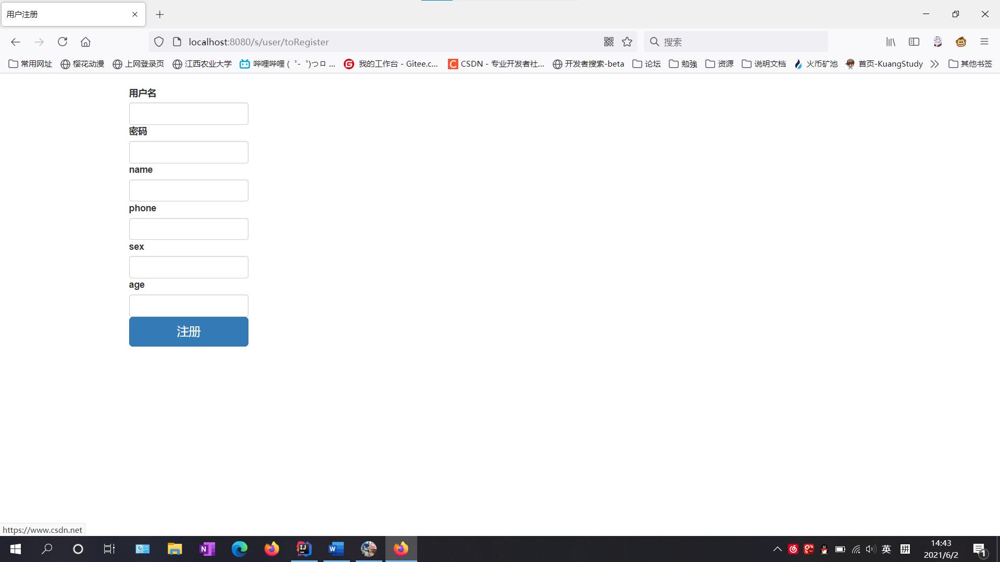 用户注册
localhost:8080/s/user/toRegister
搜索
常用网址
樱花动漫
上网登录页
江西农业大学
哔哩哔哩 ( ゜- ゜)つロ ...
我的工作台 - Gitee.c...
CSDN - 专业开发者社...
开发者搜索-beta
论坛
勉強
资源
说明文档
火币矿池
首页-KuangStudy
其他书签
用户名
密码
name
phone
sex
age
注册
https://www.csdn.net
英
拼
14:43
2021/6/2
1